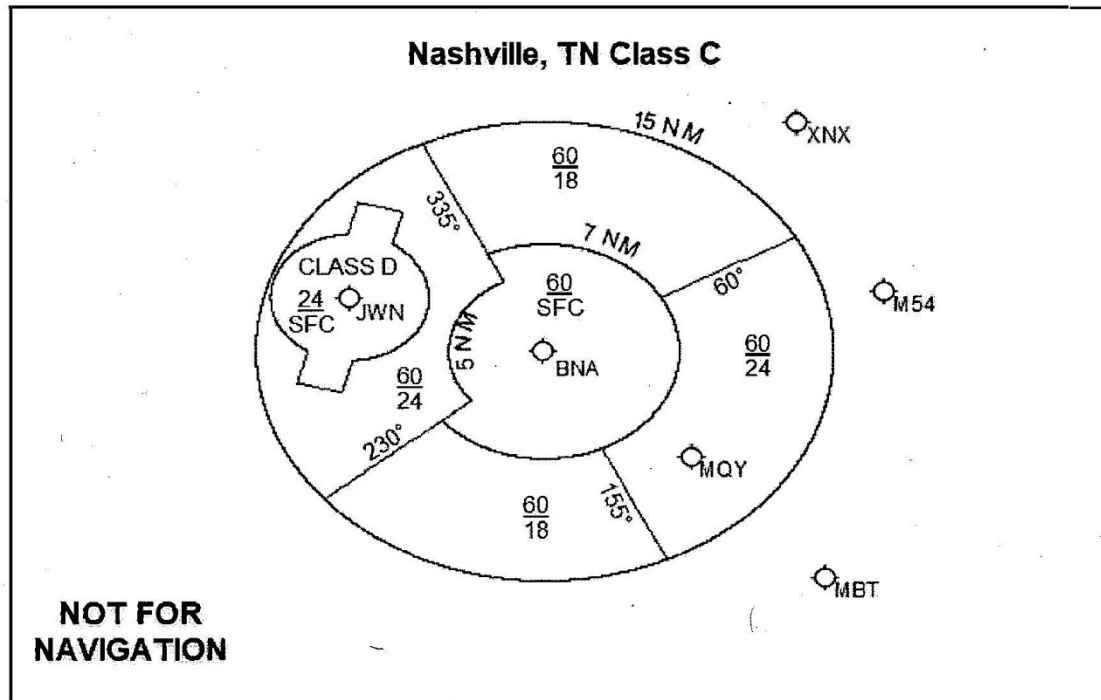 Nashville, TN Class C
XNX
15 NM
60
18
335°
7 NM
CLASS D
24
SFC
JWN
60
SFC
60°
M54
5 NM
BNA
60
24
60
24
230°
MQY
60
18
155°
MBT
NOT FOR
NAVIGATION